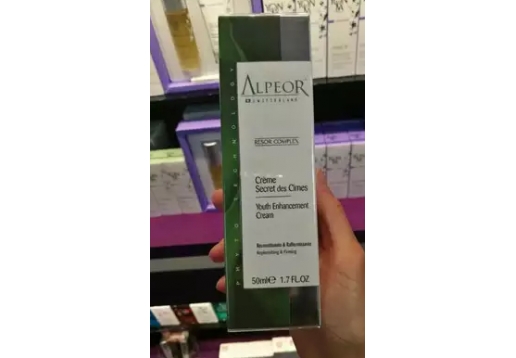 ALPEOR
SWITZERLAND
RESOR COMPLEX
Crème
Secret des Cimes
Youth Enhancement
Cream
Replenishing & Firming
50ml℮ 1.7 FL.OZ